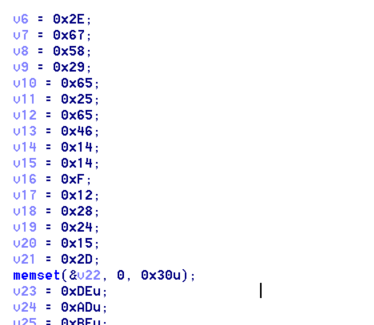 v6 = 0x2E;
v7 = 0x67;
v8 = 0x58;
v9 = 0x29;
v10 = 0x65;
v11 = 0x25;
v12 = 0x65;
v13 = 0x46;
v14 = 0x14;
v15 = 0x14;
v16 = 0xF;
v17 = 0x12;
v18 = 0x28;
v19 = 0x24;
v20 = 0x15;
v21 = 0x2D;
memset(&v22, 0, 0x30u);
v23 = 0xDEu;
v24 = 0xADu;
v25 = 0xBEu;